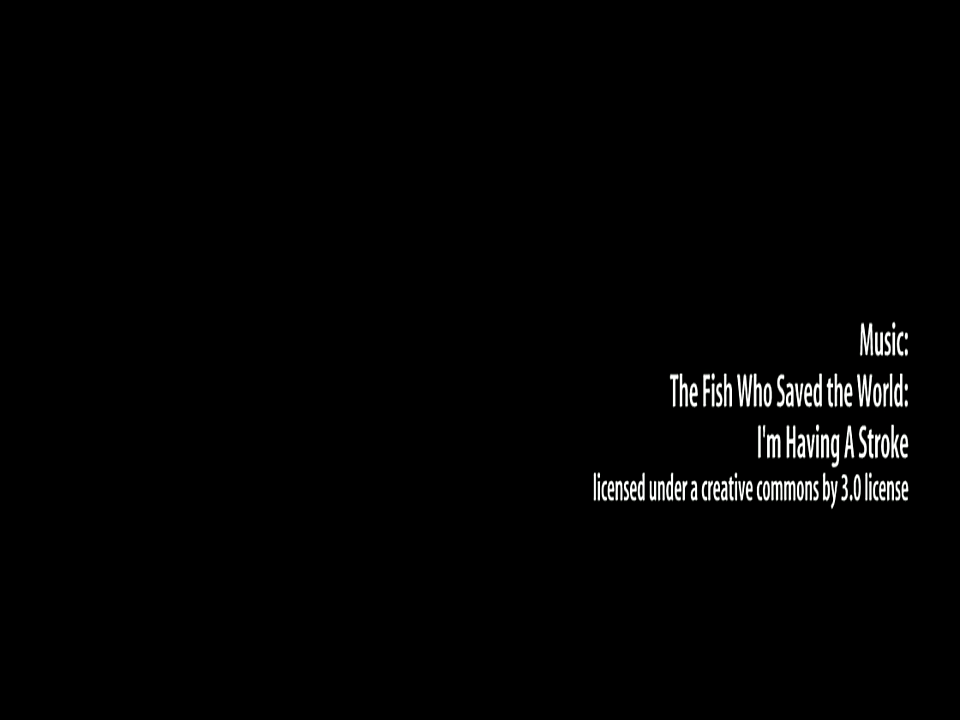 Music:
The Fish Who Saved the World:
I'm Having A Stroke
licensed under a creative commons by 3.0 license